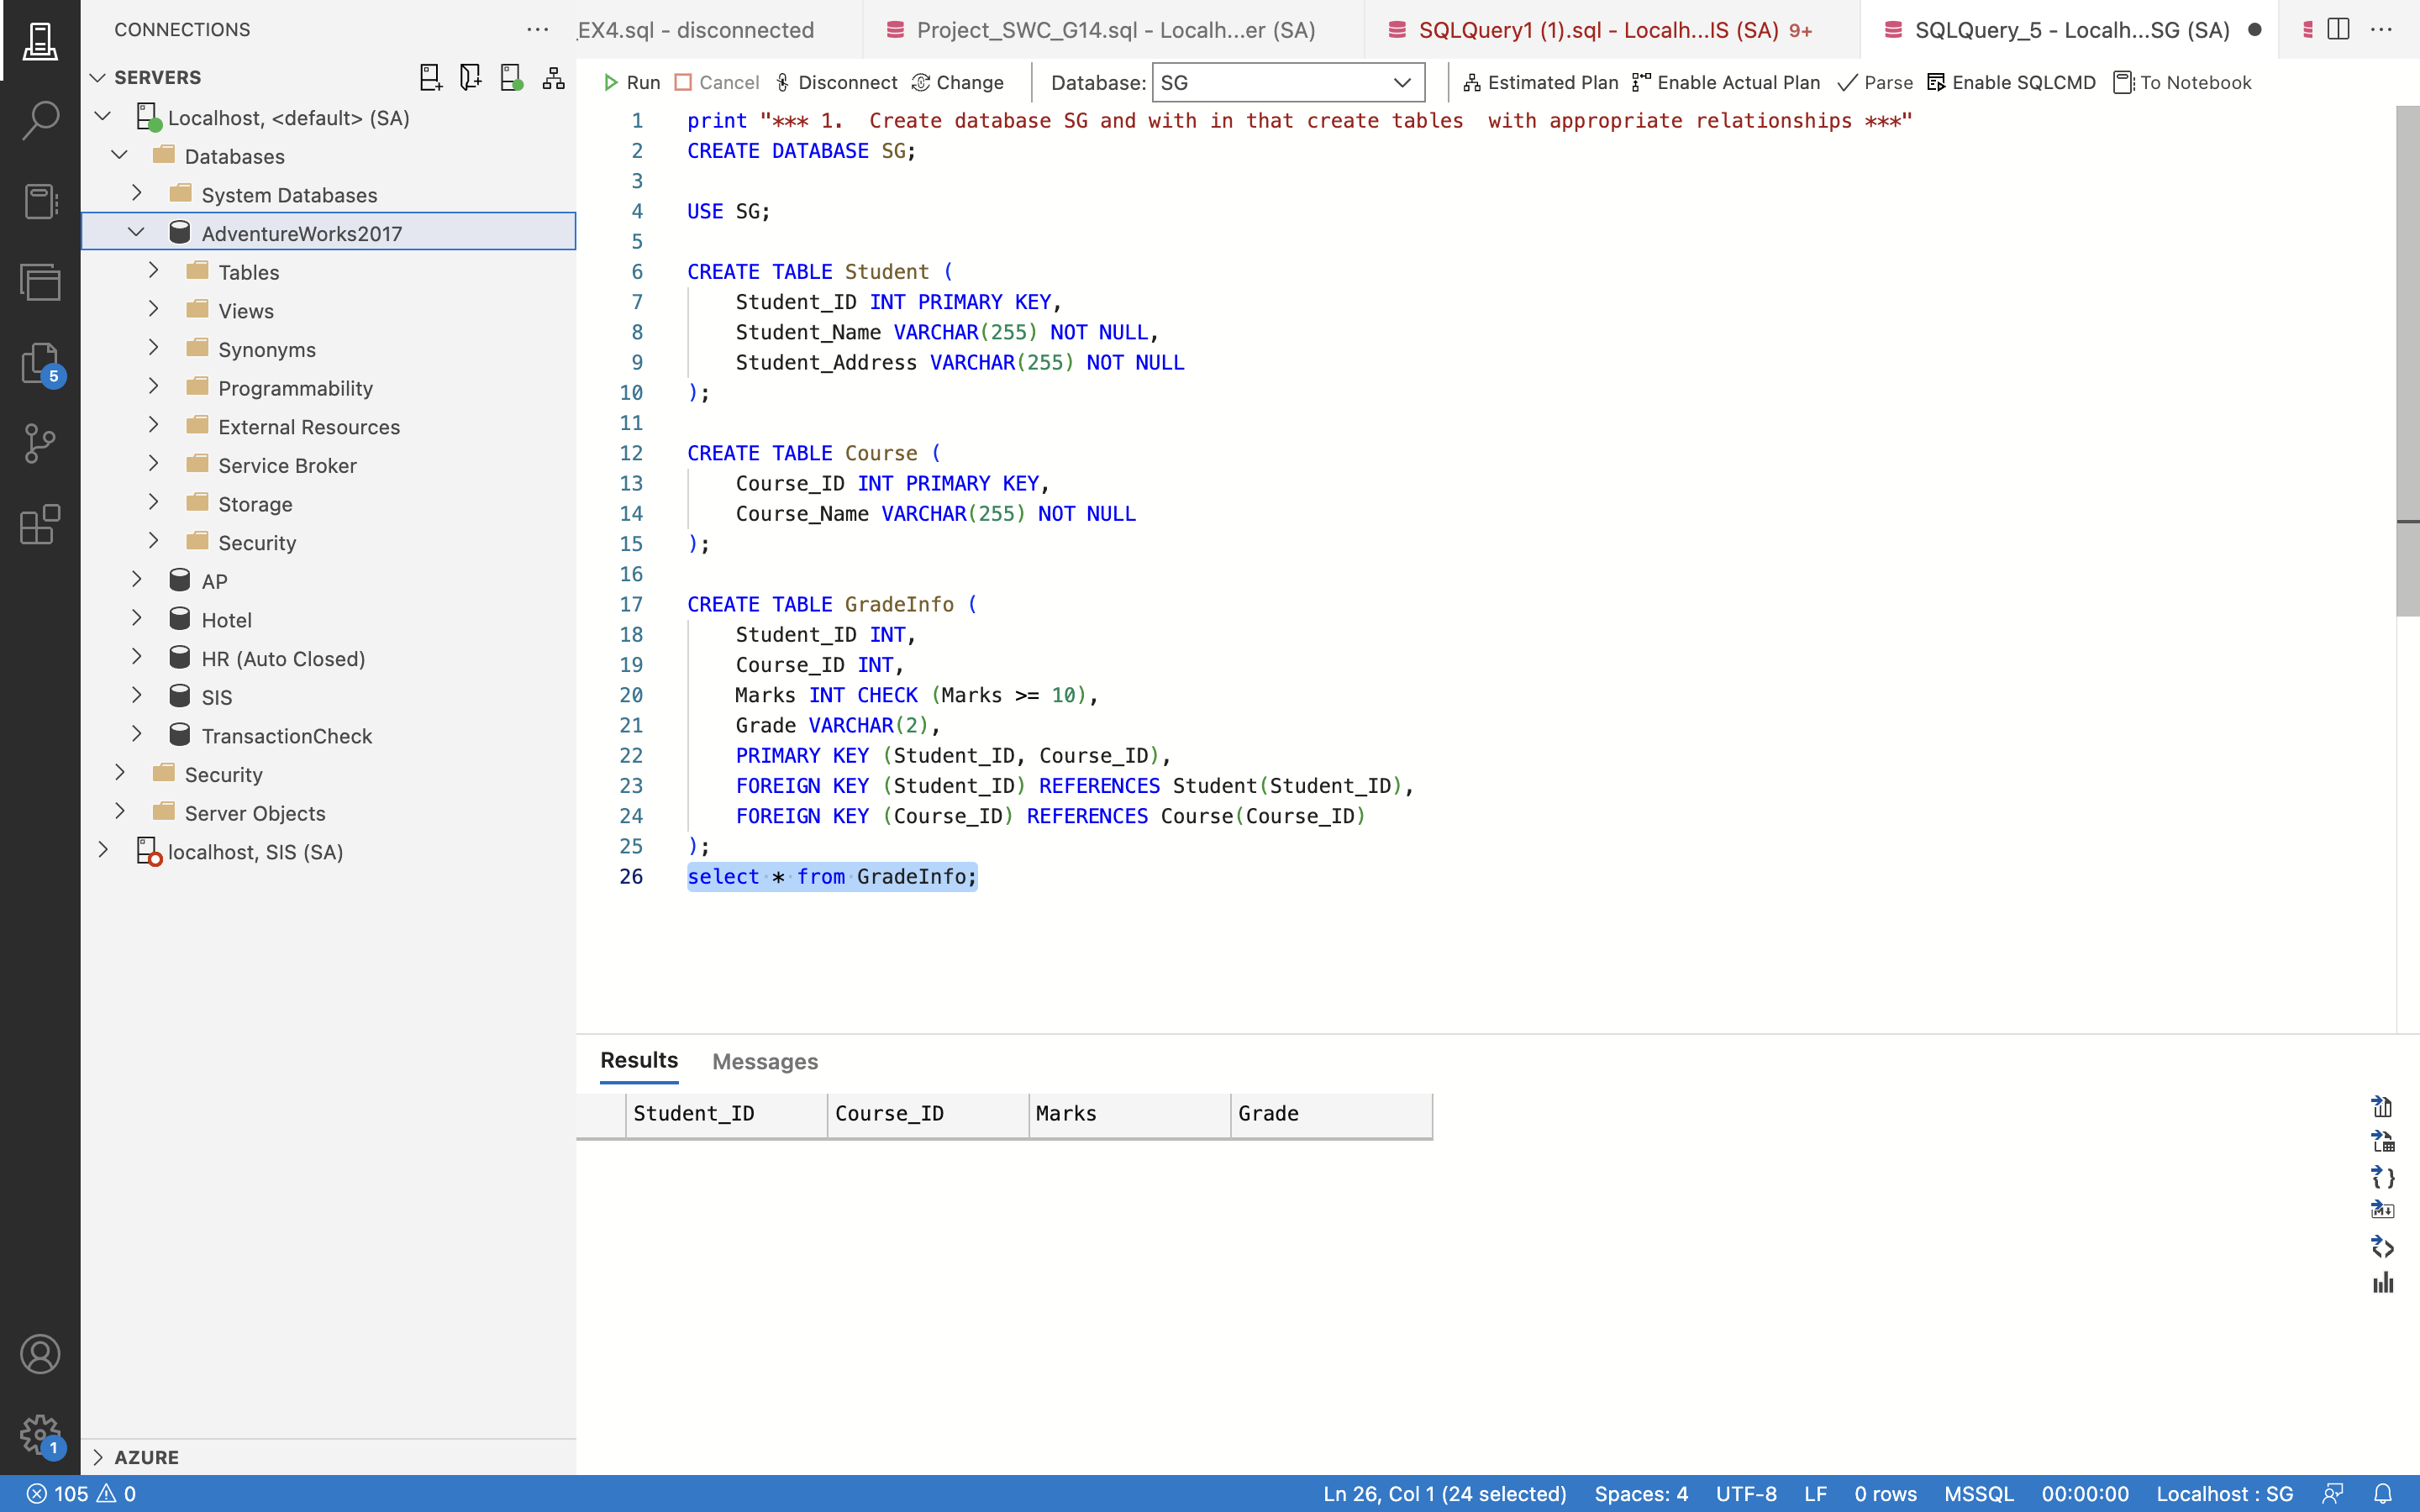 CONNECTIONS
SERVERS
Localhost, <default> (SA)
Databases
System Databases
AdventureWorks2017
Tables
Views
Synonyms
Programmability
External Resources
Service Broker
Storage
Security
AP
Hotel
HR (Auto Closed)
SIS
TransactionCheck
Security
Server Objects
localhost, SIS (SA)
AZURE
5
1
_EX4.sql - disconnected
Project_SWC_G14.sql - Localh...er (SA)
SQLQuery1 (1).sql - Localh...IS (SA) 9+
SQLQuery_5 - Localh...SG (SA)
Run Cancel Disconnect Change Database: SG Estimated Plan Enable Actual Plan Parse Enable SQLCMD To Notebook
1 print "*** 1.  Create database SG and with in that create tables  with appropriate relationships ***"
2 CREATE DATABASE SG;
3
4 USE SG;
5
6 CREATE TABLE Student (
7     Student_ID INT PRIMARY KEY,
8     Student_Name VARCHAR(255) NOT NULL,
9     Student_Address VARCHAR(255) NOT NULL
10 );
11
12 CREATE TABLE Course (
13     Course_ID INT PRIMARY KEY,
14     Course_Name VARCHAR(255) NOT NULL
15 );
16
17 CREATE TABLE GradeInfo (
18     Student_ID INT,
19     Course_ID INT,
20     Marks INT CHECK (Marks >= 10),
21     Grade VARCHAR(2),
22     PRIMARY KEY (Student_ID, Course_ID),
23     FOREIGN KEY (Student_ID) REFERENCES Student(Student_ID),
24     FOREIGN KEY (Course_ID) REFERENCES Course(Course_ID)
25 );
26 select * from GradeInfo;
Results Messages
Student_ID Course_ID Marks Grade
105 0 Ln 26, Col 1 (24 selected) Spaces: 4 UTF-8 LF 0 rows MSSQL 00:00:00 Localhost : SG